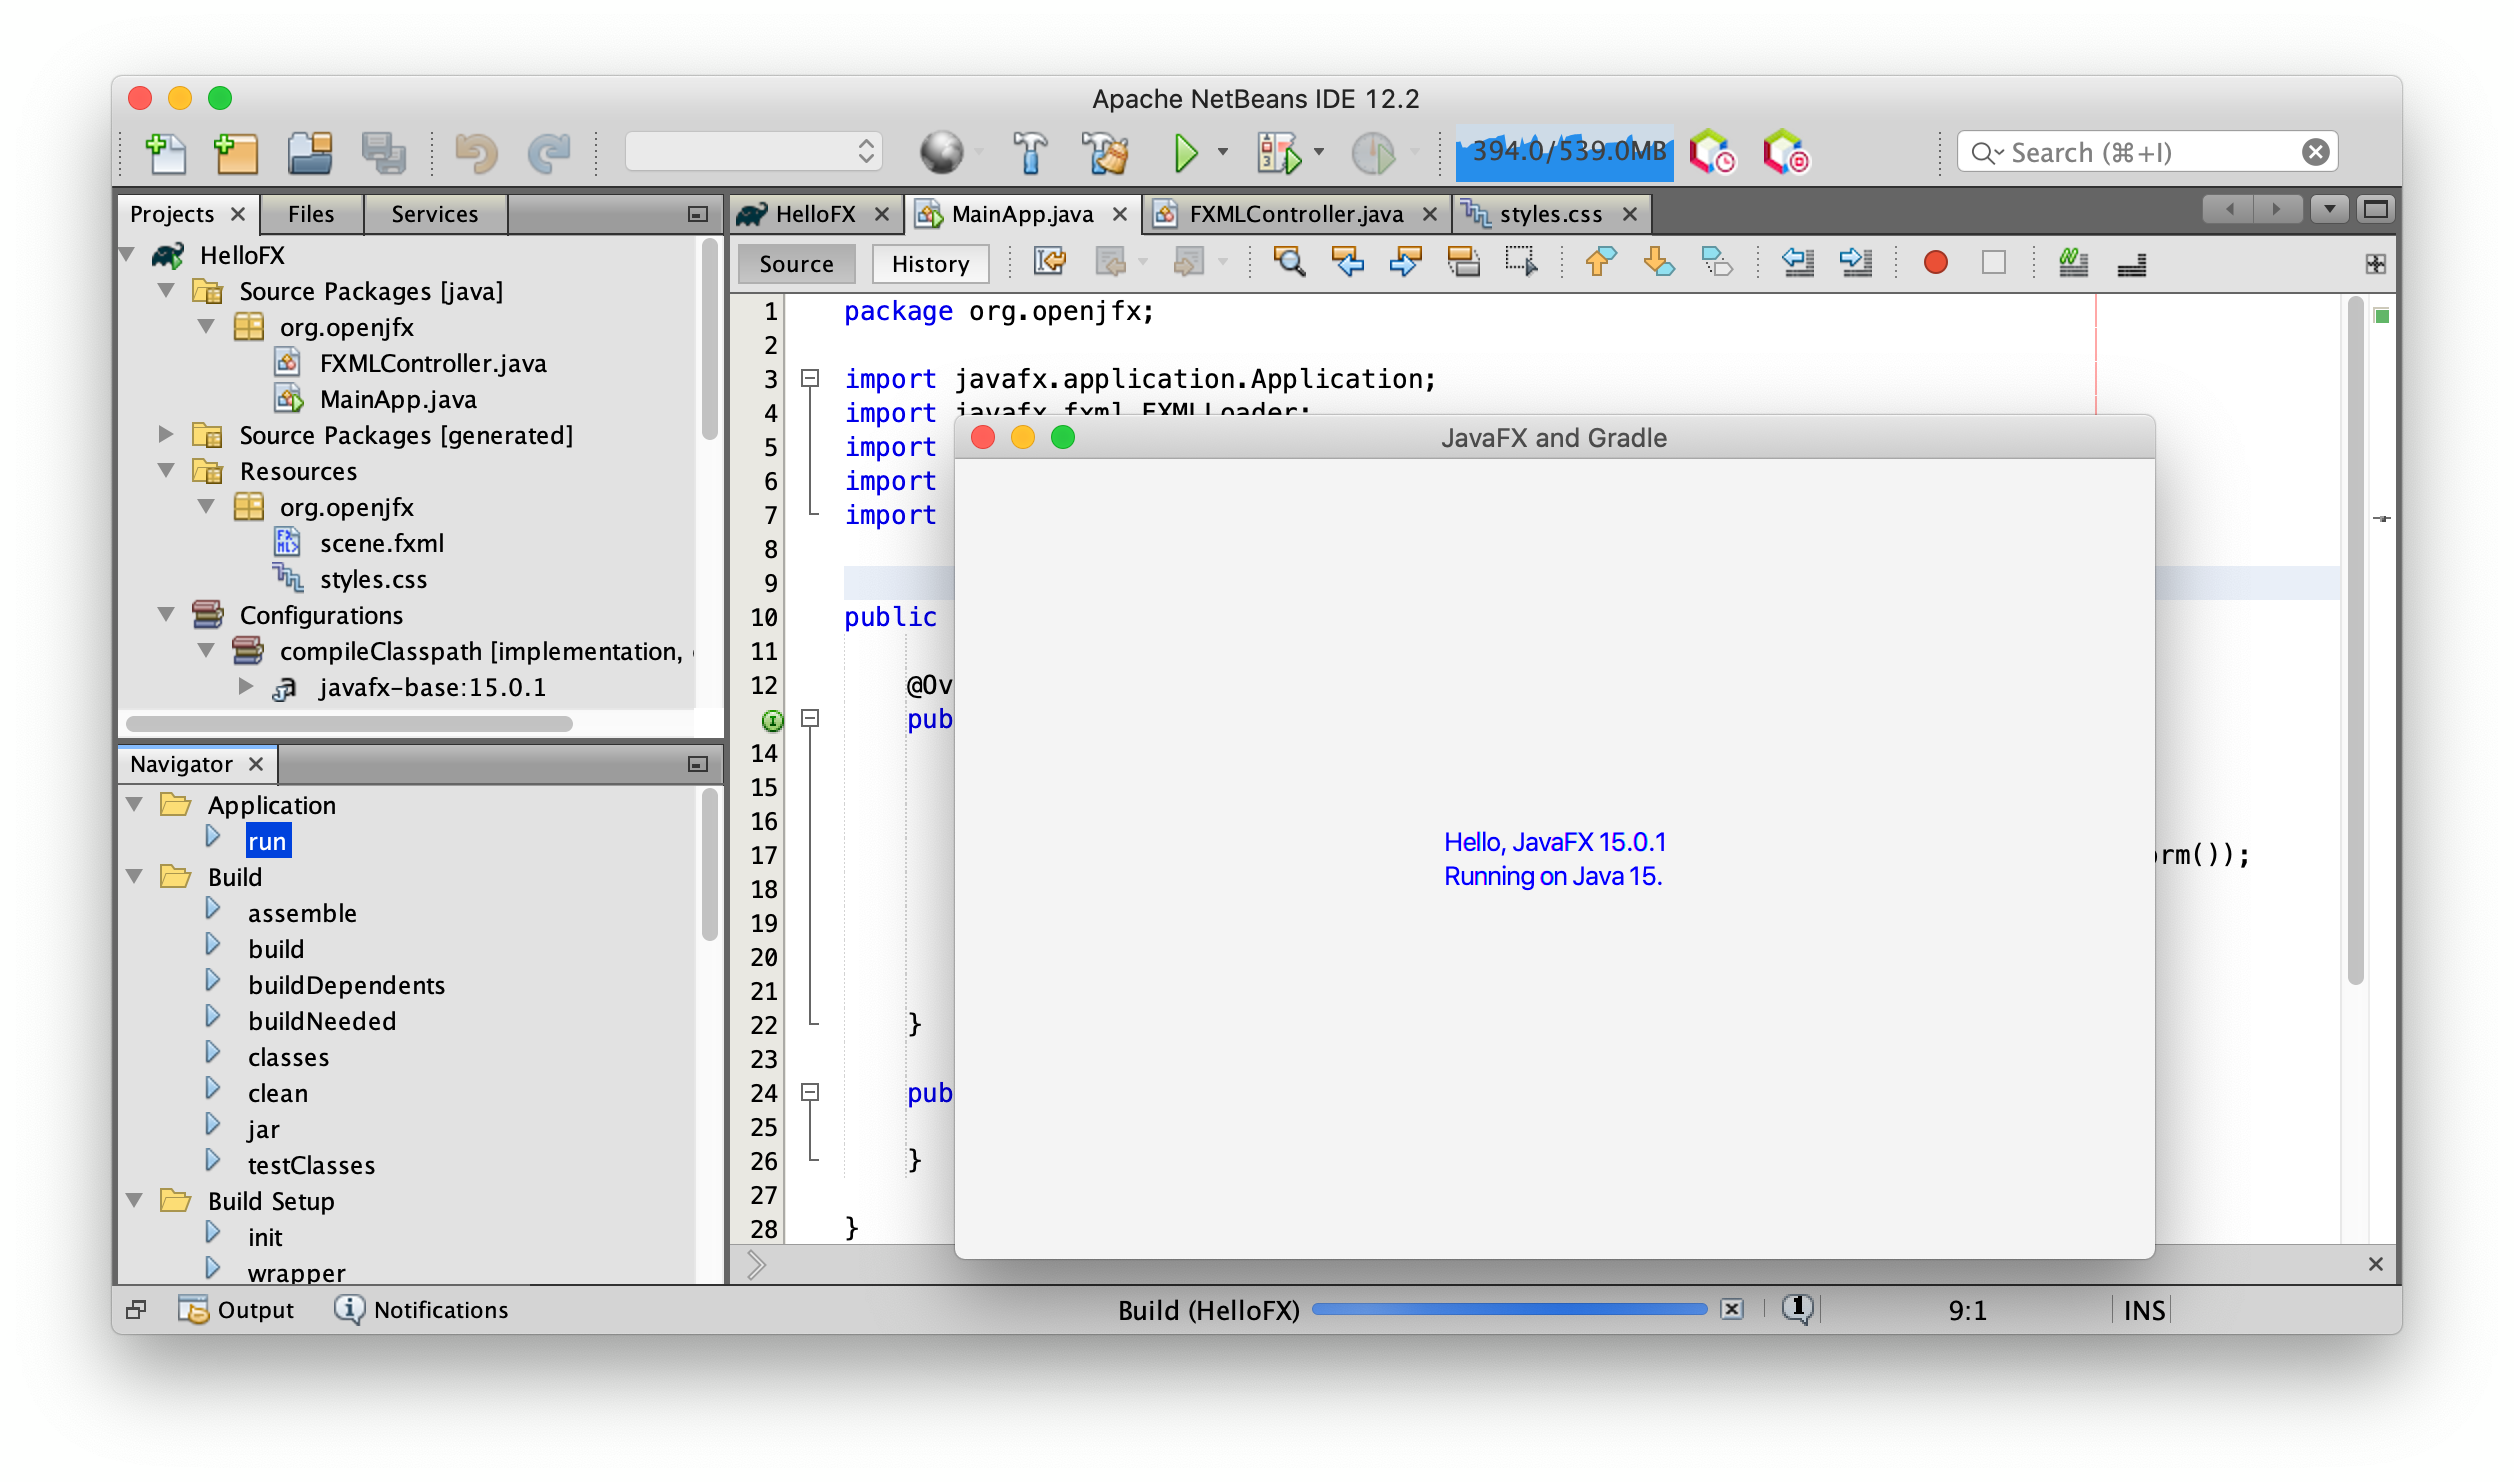 Apache NetBeans IDE 12.2
394.0/539.0MB
Search (⌘+I)
Projects
Files
Services
HelloFX
Source Packages [java]
org.openjfx
FXMLController.java
MainApp.java
Source Packages [generated]
Resources
org.openjfx
scene.fxml
styles.css
Configurations
compileClasspath [implementation,
javafx-base:15.0.1
Navigator
Application
run
Build
assemble
build
buildDependents
buildNeeded
classes
clean
jar
testClasses
Build Setup
init
wrapper
HelloFX
MainApp.java
FXMLController.java
styles.css
Source
History
1 package org.openjfx;
2
3 import javafx.application.Application;
4 import javafx.fxml.FXMLLoader;
5 import
6 import
7 import
8
9
10 public
11
12 @Ov
pub
14
15
16
17 orm());
18
19
20
21
22 }
23
24 pub
25
26 }
27
28 }
JavaFX and Gradle
Hello, JavaFX 15.0.1
Running on Java 15.
Output
Notifications
Build (HelloFX)
1
9:1
INS